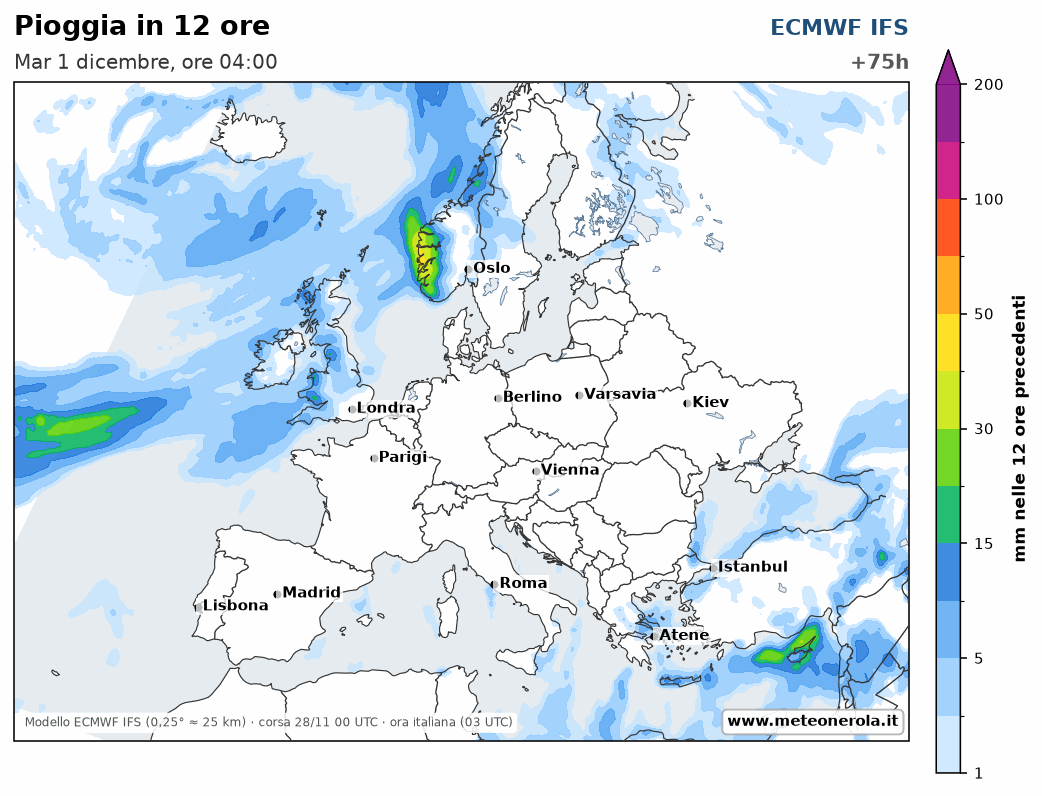 Pioggia in 12 ore
ECMWF IFS
Mar 1 dicembre, ore 04:00
+75h
200
100
50
30
15
5
1
mm nelle 12 ore precedenti
Oslo
Berlino
Varsavia
Kiev
Londra
Parigi
Vienna
Istanbul
Roma
Madrid
Lisbona
Atene
Modello ECMWF IFS (0,25° ≈ 25 km) · corsa 28/11 00 UTC · ora italiana (03 UTC)
www.meteonerola.it